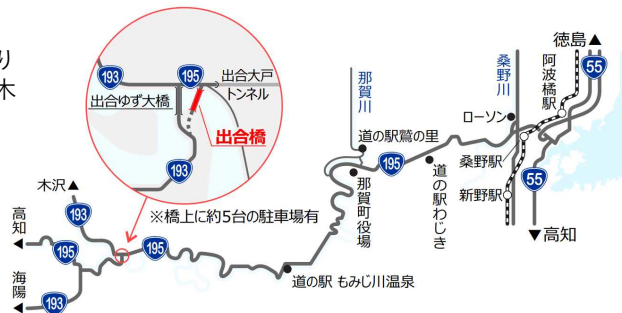 り
木
193
195
出合大戸
トンネル
出合ゆず大橋
出合橋
193
※橋上に約5台の駐車場有
木沢▲
193
高知
◀
195
195
海陽
◀
193
道の駅 もみじ川温泉
那賀川
道の駅鷲の里
195
那賀町役場
道の駅わじき
桑野川
ローソン
桑野駅
新野駅
阿波橘駅
徳島▲
55
55
▼高知